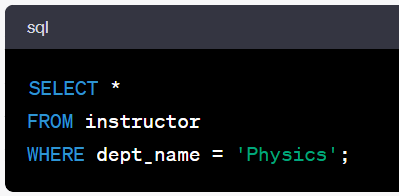 sql
SELECT *
FROM instructor
WHERE dept_name = 'Physics';